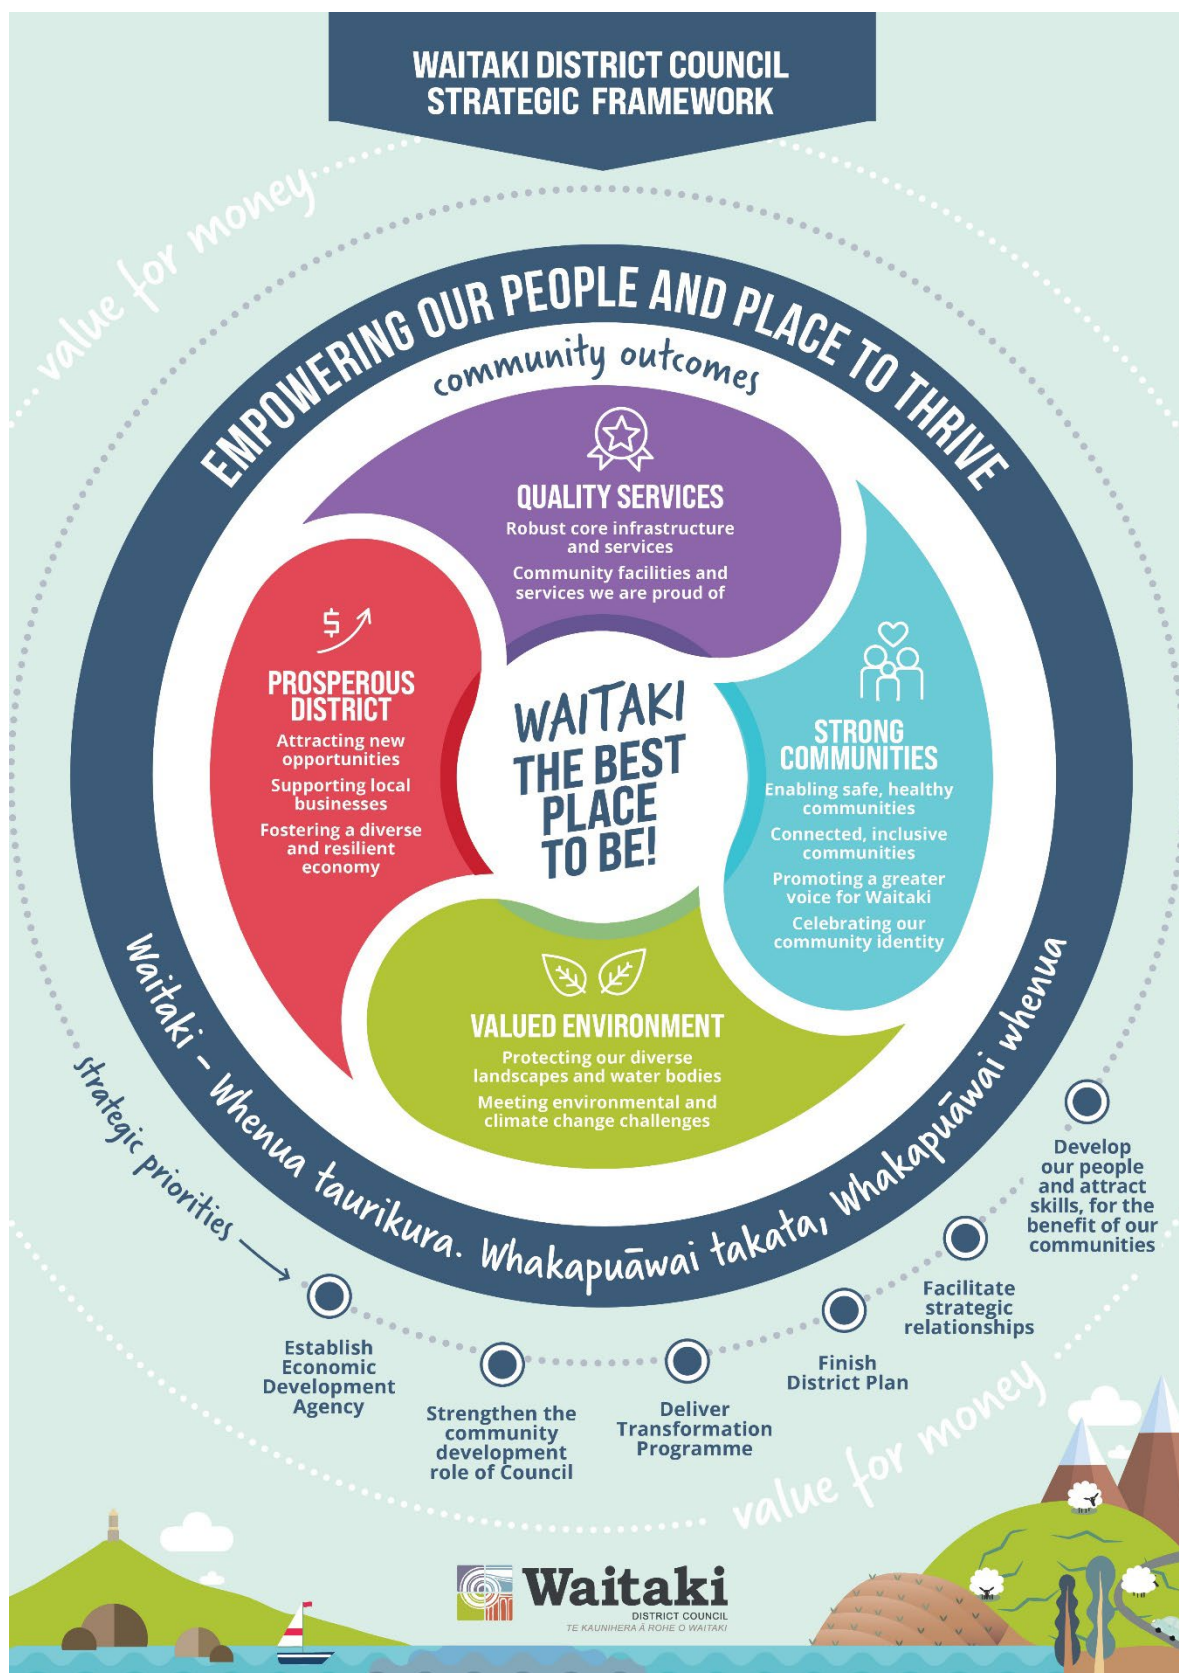 WAITAKI DISTRICT COUNCIL
STRATEGIC FRAMEWORK
value for money
EMPOWERING OUR PEOPLE AND PLACE TO THRIVE
community outcomes
QUALITY SERVICES
Robust core infrastructure
and services
Community facilities and
services we are proud of
PROSPEROUS
DISTRICT
Attracting new
opportunities
Supporting local
businesses
Fostering a diverse
and resilient
economy
WAITAKI
THE BEST
PLACE
TO BE!
STRONG
COMMUNITIES
Enabling safe, healthy
communities
Connected, inclusive
communities
Promoting a greater
voice for Waitaki
Celebrating our
community identity
VALUED ENVIRONMENT
Protecting our diverse
landscapes and water bodies
Meeting environmental and
climate change challenges
Waitaki – Whenua taurikura. Whakapuāwai takata, Whakapuāwai whenua
strategic priorities
Establish
Economic
Development
Agency
Strengthen the
community
development
role of Council
Deliver
Transformation
Programme
Finish
District Plan
Facilitate
strategic
relationships
Develop
our people
and attract
skills, for the
benefit of our
communities
value for money
Waitaki
DISTRICT COUNCIL
TE KAUNIHERA Ā ROHE O WAITAKI